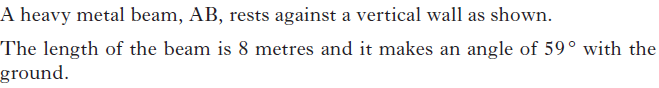 A heavy metal beam, AB, rests against a vertical wall as shown.
The length of the beam is 8 metres and it makes an angle of 59° with the
ground.